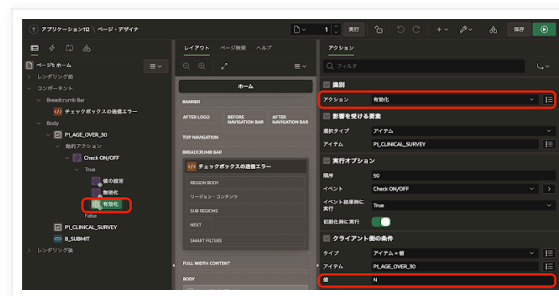 アプリケーション112 \ ページ・デザイナ
1
実行
保存
ページ1: ホーム
レンダリング前
コンポーネント
Breadcrumb Bar
チェックボックスの送信エラー
Body
P1_AGE_OVER_30
動的アクション
Check ON/OFF
True
値の設定
無効化
有効化
False
P1_CLINICAL_SURVEY
B_SUBMIT
レンダリング後
レイアウト
ページ検索
ヘルプ
ホーム
BANNER
AFTER LOGO
BEFORE NAVIGATION BAR
AFTER NAVIGATION BAR
TOP NAVIGATION
BREADCRUMB BAR
チェックボックスの送信エラー
REGION BODY
リージョン・コンテンツ
SUB REGIONS
NEXT
SMART FILTERS
FULL WIDTH CONTENT
BODY
アクション
フィルタ
識別
アクション
有効化
影響を受ける要素
選択タイプ
アイテム
アイテム
P1_CLINICAL_SURVEY
実行オプション
順序
50
イベント
Check ON/OFF
イベント結果時に実行
True
初期化時に実行
クライアント側の条件
タイプ
アイテム = 値
アイテム
P1_AGE_OVER_30
値
N